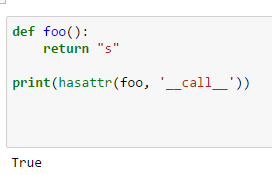 def foo():
    return "s"
print(hasattr(foo, '__call__'))
True